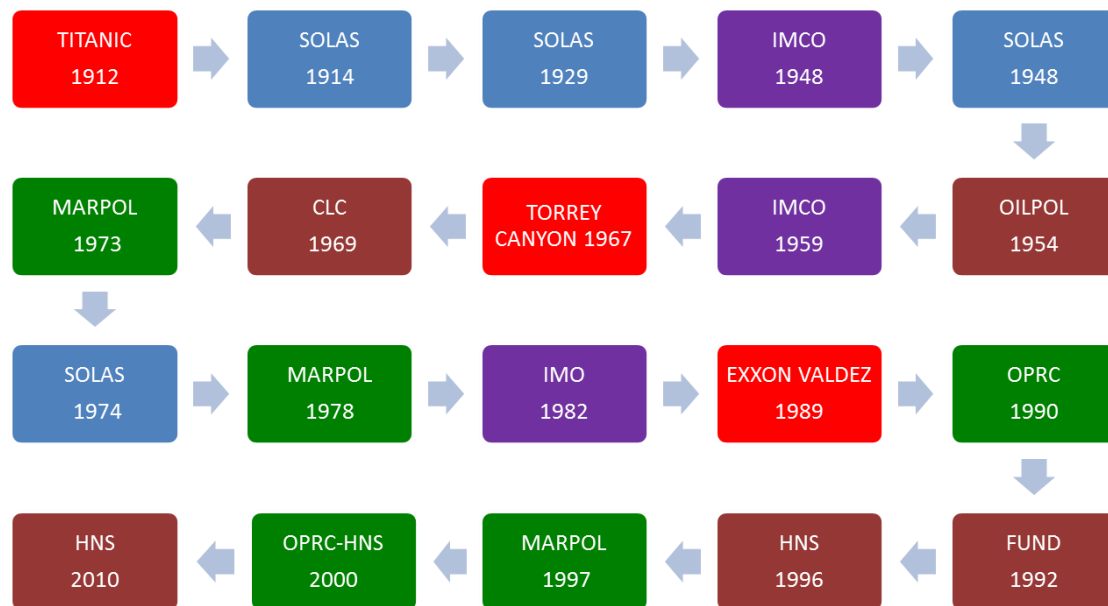 TITANIC
1912
SOLAS
1914
SOLAS
1929
IMCO
1948
SOLAS
1948
OILPOL
1954
IMCO
1959
TORREY
CANYON 1967
CLC
1969
MARPOL
1973
SOLAS
1974
MARPOL
1978
IMO
1982
EXXON VALDEZ
1989
OPRC
1990
FUND
1992
HNS
1996
MARPOL
1997
OPRC-HNS
2000
HNS
2010